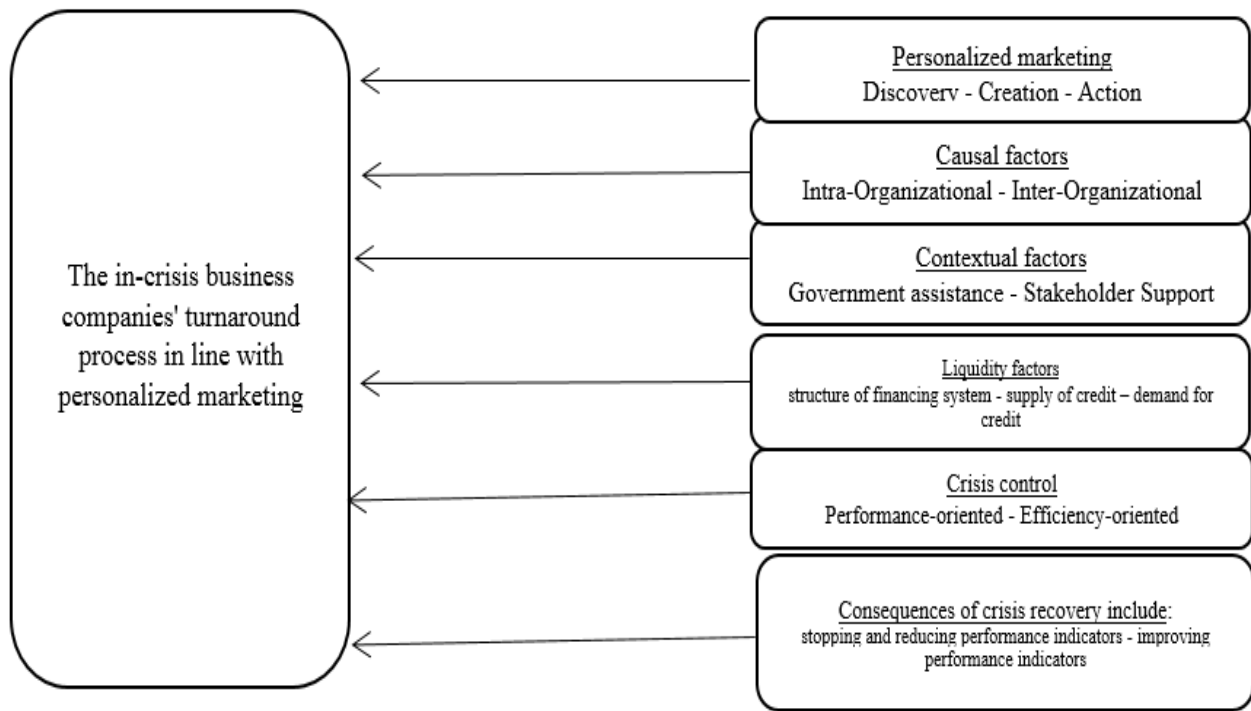 The in-crisis business
companies' turnaround
process in line with
personalized marketing
Personalized marketing
Discovery - Creation - Action
Causal factors
Intra-Organizational - Inter-Organizational
Contextual factors
Government assistance - Stakeholder Support
Liquidity factors
structure of financing system - supply of credit – demand for
credit
Crisis control
Performance-oriented - Efficiency-oriented
Consequences of crisis recovery include:
stopping and reducing performance indicators - improving
performance indicators